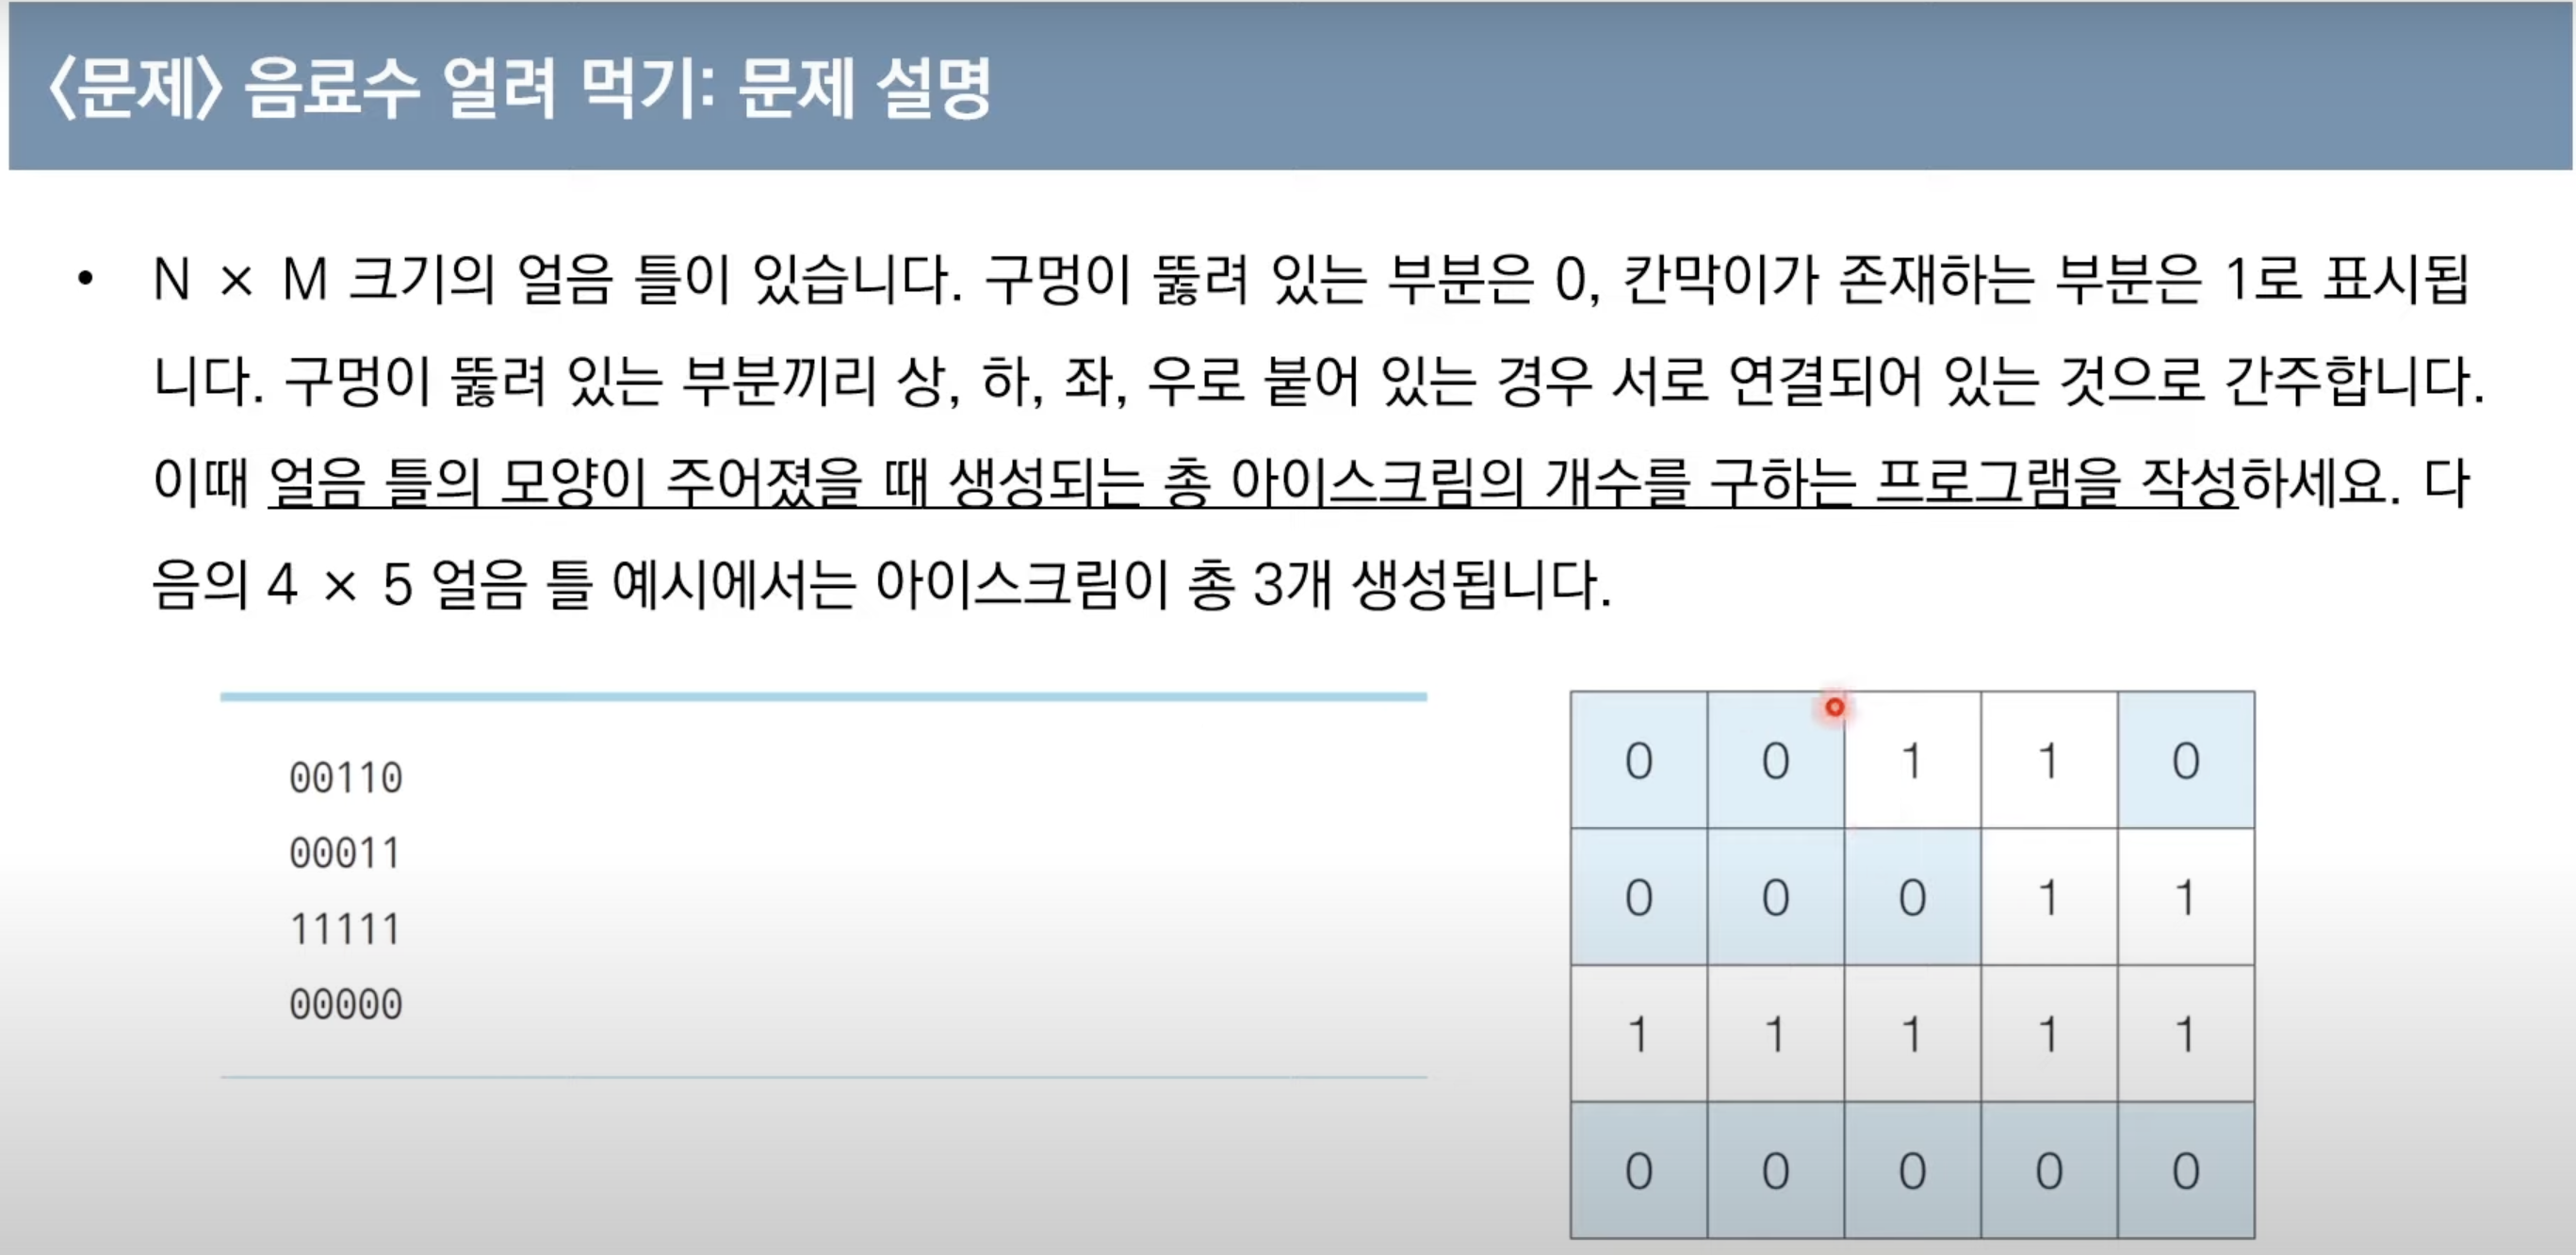 〈문제〉 음료수 얼려 먹기: 문제 설명
• N × M 크기의 얼음 틀이 있습니다. 구멍이 뚫려 있는 부분은 0, 칸막이가 존재하는 부분은 1로 표시됩
니다. 구멍이 뚫려 있는 부분끼리 상, 하, 좌, 우로 붙어 있는 경우 서로 연결되어 있는 것으로 간주합니다.
이때 얼음 틀의 모양이 주어졌을 때 생성되는 총 아이스크림의 개수를 구하는 프로그램을 작성하세요. 다
음의 4 × 5 얼음 틀 예시에서는 아이스크림이 총 3개 생성됩니다.
00110
00011
11111
00000
0 0 1 1 0
0 0 0 1 1
1 1 1 1 1
0 0 0 0 0